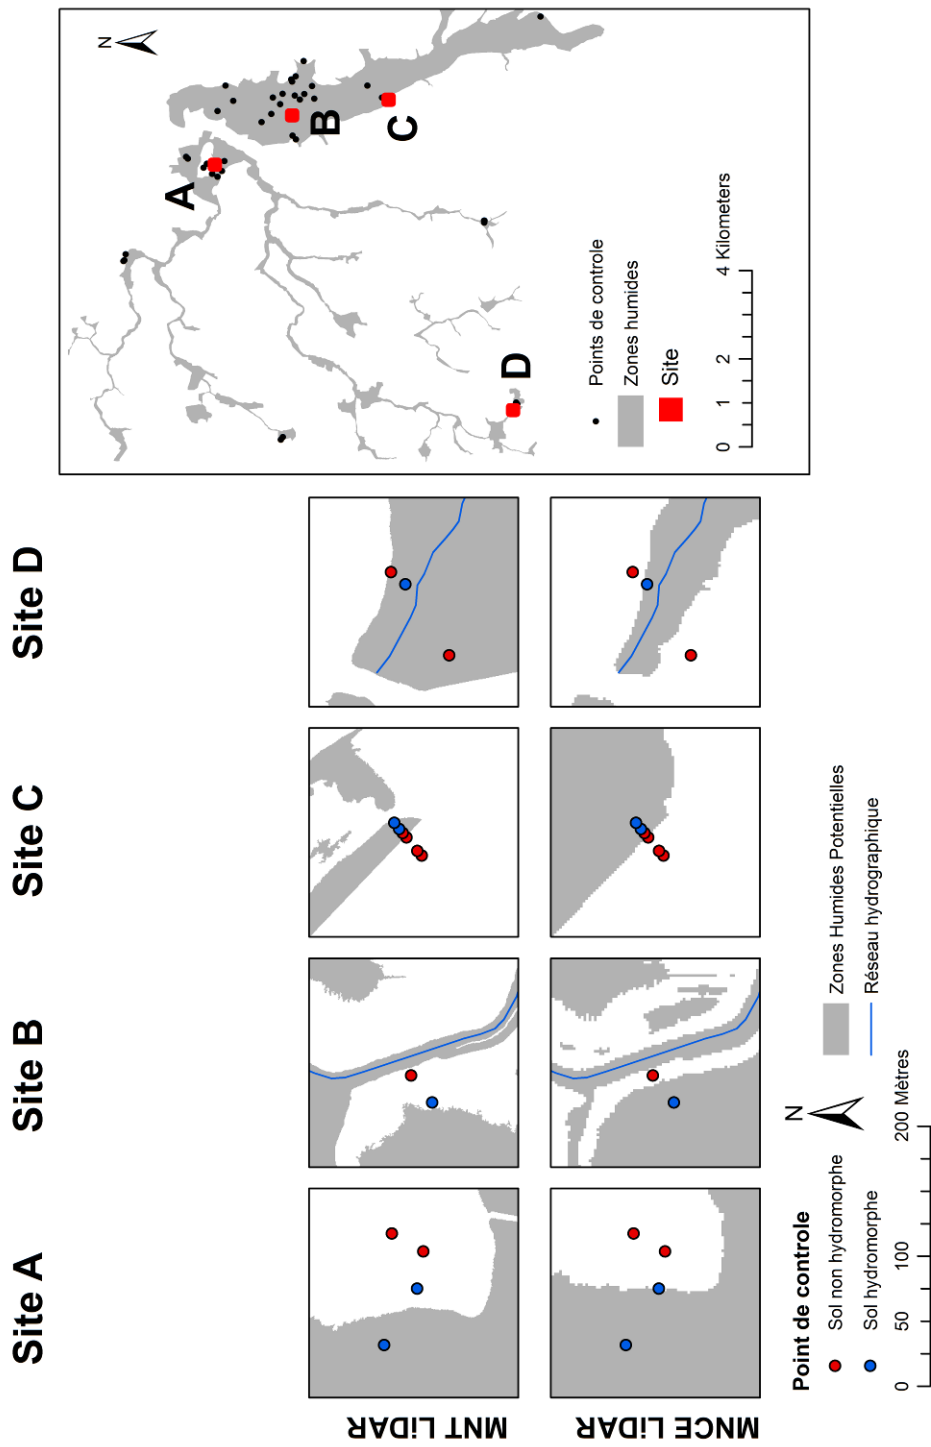 Site A
Site B
Site C
Site D
MNT LiDAR
MNCE LiDAR
N
A
B
C
D
Points de controle
Zones humides
Site
0 1 2 4 Kilometers
Point de controle
Sol non hydromorphe
Sol hydromorphe
N
0 50 100 200 Mètres
Zones Humides Potentielles
Réseau hydrographique